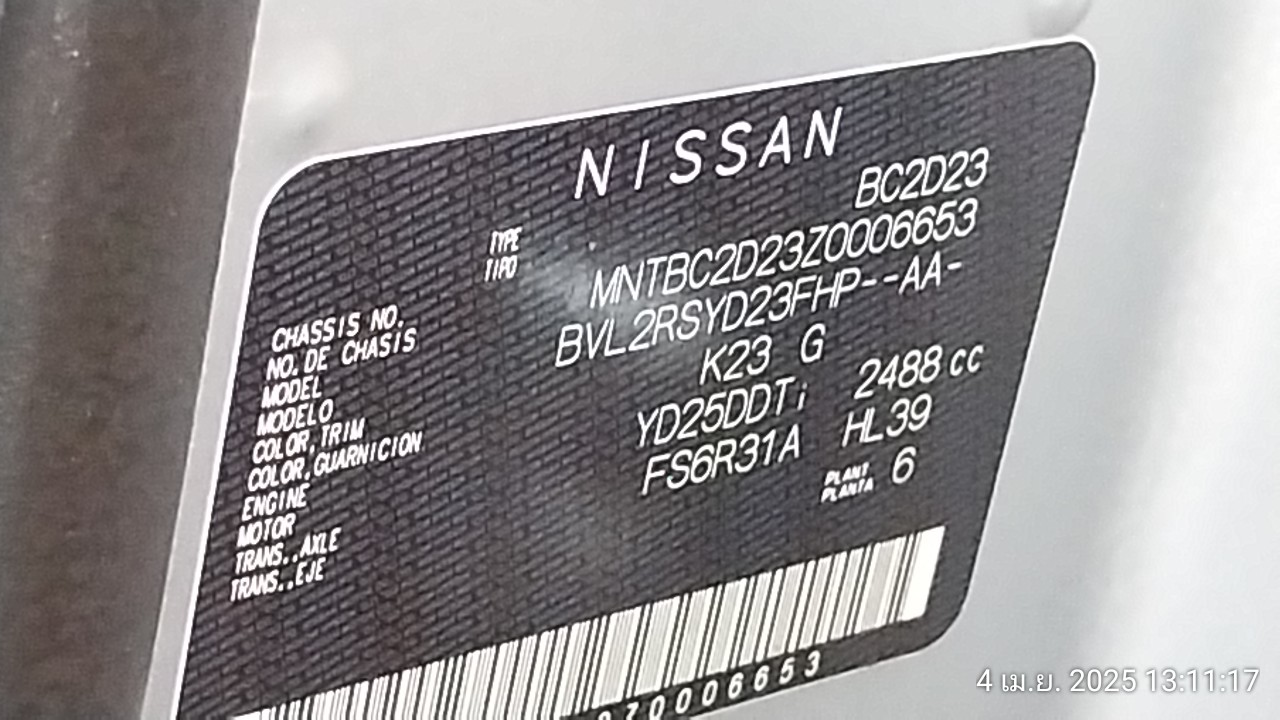 NISSAN
TYPE BC2D23
TIPO
CHASSIS NO. MNTBC2D23Z0006653
NO. DE CHASIS
MODEL BVL2RSYD23FHP--AA-
MODELO
COLOR,TRIM K23 G
COLOR,GUARNICION
ENGINE YD25DDTi 2488 cc
MOTOR
TRANS..AXLE FS6R31A HL39
TRANS..EJE
PLANT 6
PLANTA
0006653
4 เม.ย. 2025 13:11:17